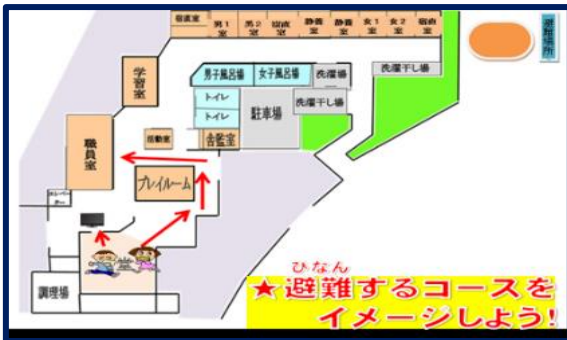 宿直室 男1室 男2室 宿直室 静養室 静養室 女1室 女2室 宿直室
避難場所
学習室
男子風呂場 女子風呂場 洗濯場 洗濯干し場
トイレ
洗濯干し場
トイレ
駐車場
職員室
舎監室
プレイルーム
食堂
調理場
ひなん
★避難するコースを
イメージしよう!